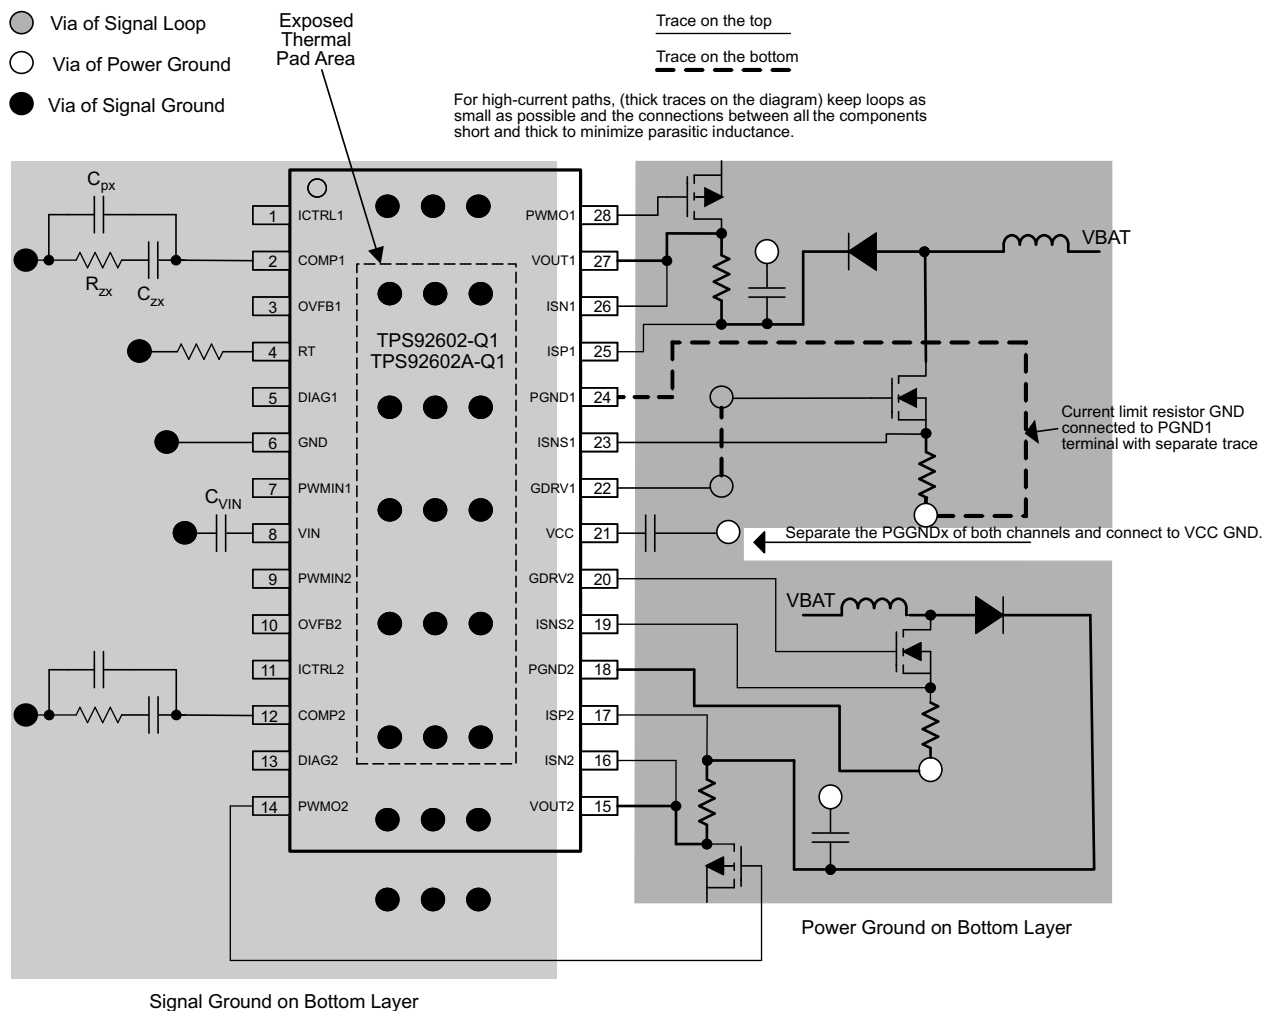 Via of Signal Loop
Via of Power Ground
Via of Signal Ground
Exposed
Thermal
Pad Area
Trace on the top
Trace on the bottom
For high-current paths, (thick traces on the diagram) keep loops as
small as possible and the connections between all the components
short and thick to minimize parasitic inductance.
Cpx
Rzx
Czx
CVIN
TPS92602-Q1
TPS92602A-Q1
1 ICTRL1
2 COMP1
3 OVFB1
4 RT
5 DIAG1
6 GND
7 PWMIN1
8 VIN
9 PWMIN2
10 OVFB2
11 ICTRL2
12 COMP2
13 DIAG2
14 PWMO2
PWMO1 28
VOUT1 27
ISN1 26
ISP1 25
PGND1 24
ISNS1 23
GDRV1 22
VCC 21
GDRV2 20
ISNS2 19
PGND2 18
ISP2 17
ISN2 16
VOUT2 15
VBAT
Current limit resistor GND
connected to PGND1
terminal with separate trace
Separate the PGGNDx of both channels and connect to VCC GND.
VBAT
Power Ground on Bottom Layer
Signal Ground on Bottom Layer